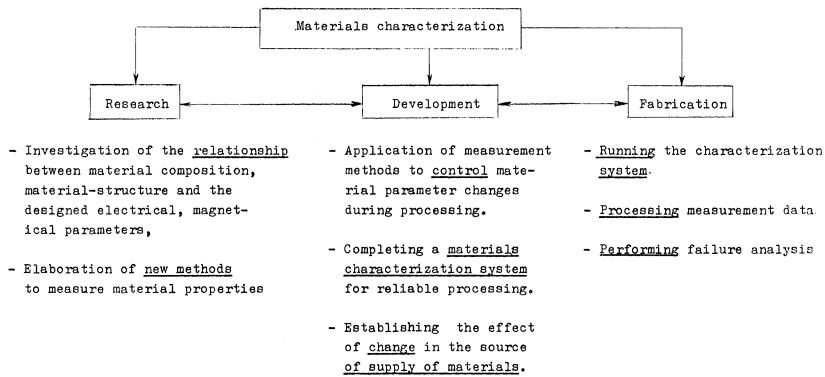 Materials characterization
Research
Development
Fabrication
- Investigation of the relationship
between material composition,
material-structure and the
designed electrical, magnet-
ical parameters,
- Elaboration of new methods
to measure material properties
- Application of measurement
methods to control mate-
rial parameter changes
during processing.
- Completing a materials
characterization system
for reliable processing.
- Establishing the effect
of change in the source
of supply of materials.
- Running the characterization
system.
- Processing measurement data.
- Performing failure analysis